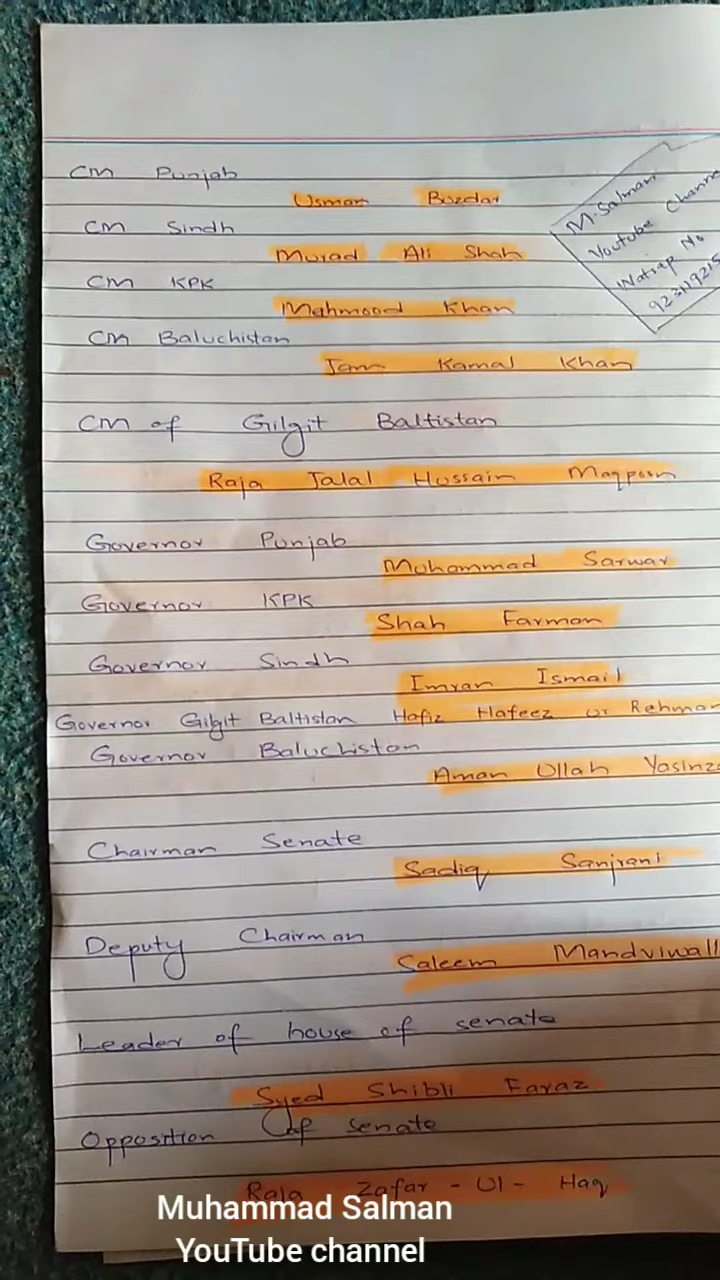 CM Punjab
Usman Buzdar
CM Sindh
Murad Ali Shah
CM KPK
Mahmood Khan
CM Baluchistan
Jam Kamal Khan
CM of Gilgit Baltistan
Raja Jalal Hussain Maqpoon
Governor Punjab
Muhammad Sarwar
Governor KPK
Shah Farman
Governor Sindh
Imran Ismail
Governor Gilgit Baltistan Hafiz Hafeez ur Rehman
Governor Baluchistan
Aman Ullah Yasinz
Chairman Senate
Sadiq Sanjrani
Deputy Chairman
Saleem Mandviwall
Leader of house of senate
Syed Shibli Faraz
Opposition of senate
Raja Zafar - Ul - Haq
M.Salman
Youtube Channe
Watsap No
Muhammad Salman
YouTube channel